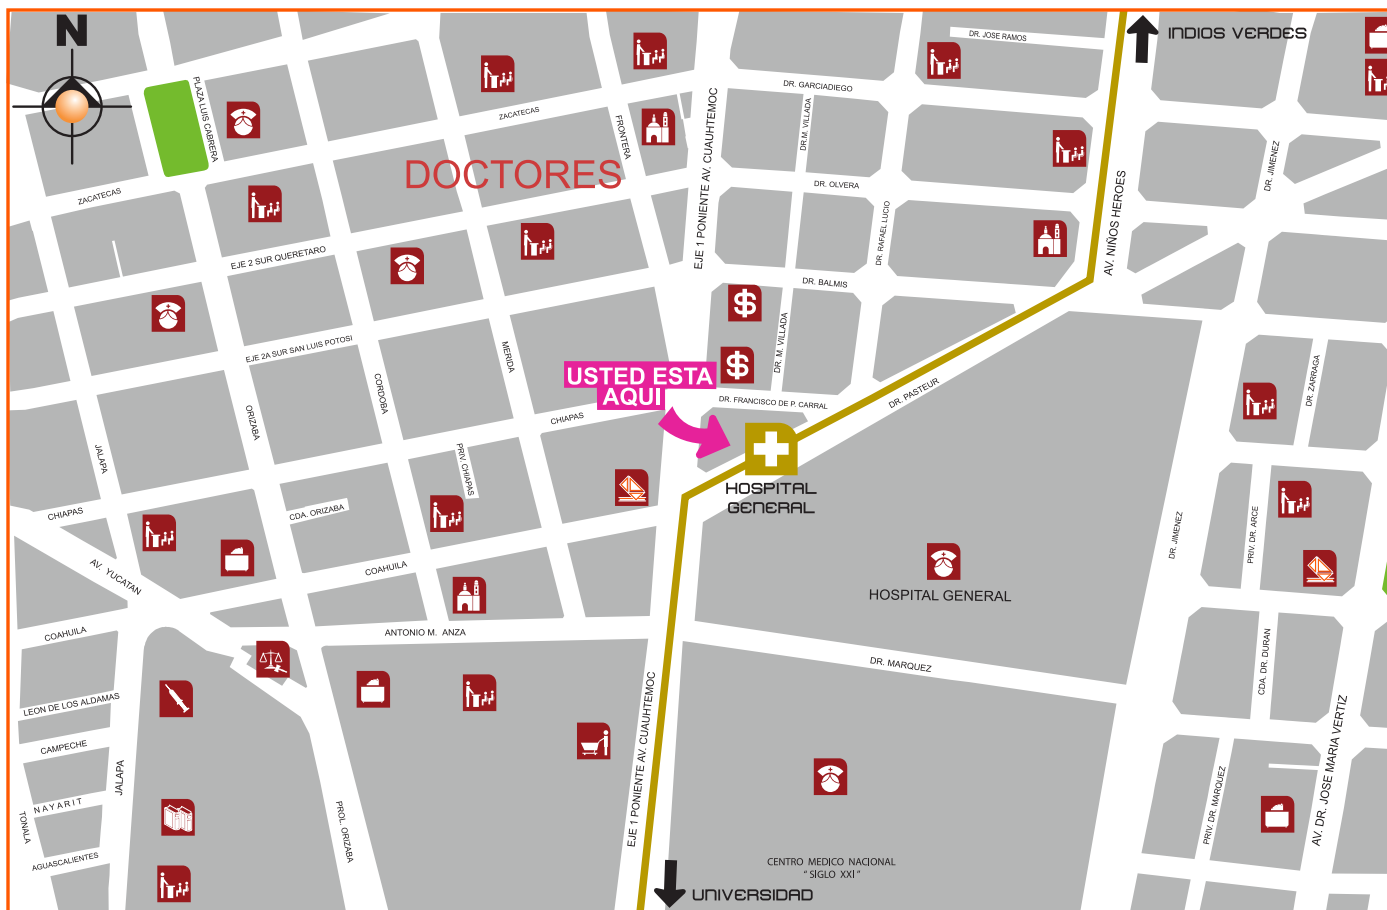 N
INDIOS VERDES
DR. JOSE RAMOS
PLAZA LUIS CABRERA
ZACATECAS
FRONTERA
EJE 1 PONIENTE AV. CUAUHTEMOC
DR. GARCIADIEGO
DR.M. VILLADA
DOCTORES
DR. OLVERA
DR. RAFAEL LUCIO
AV. NIÑOS HEROES
DR. JIMENEZ
ZACATECAS
EJE 2 SUR QUERETARO
DR. BALMIS
$
EJE 2A SUR SAN LUIS POTOSI
MERIDA
DR. M. VILLADA
$
USTED ESTA
AQUI
CORDOBA
ORIZABA
DR. FRANCISCO DE P. CARRAL
DR. PASTEUR
DR. ZARRAGA
CHIAPAS
JALAPA
PRIV. CHIAPAS
HOSPITAL
GENERAL
CHIAPAS
CDA. ORIZABA
DR. JIMENEZ
PRIV. DR. ARCE
AV. YUCATAN
COAHUILA
HOSPITAL GENERAL
COAHUILA
ANTONIO M. ANZA
DR. MARQUEZ
CDA. DR. DURAN
LEON DE LOS ALDAMAS
CAMPECHE
JALAPA
EJE 1 PONIENTE AV. CUAUHTEMOC
AV. DR. JOSE MARIA VERTIZ
NAYARIT
TONALA
PROL. ORIZABA
PRIV. DR. MARQUEZ
AGUASCALIENTES
CENTRO MEDICO NACIONAL
"SIGLO XXI"
UNIVERSIDAD